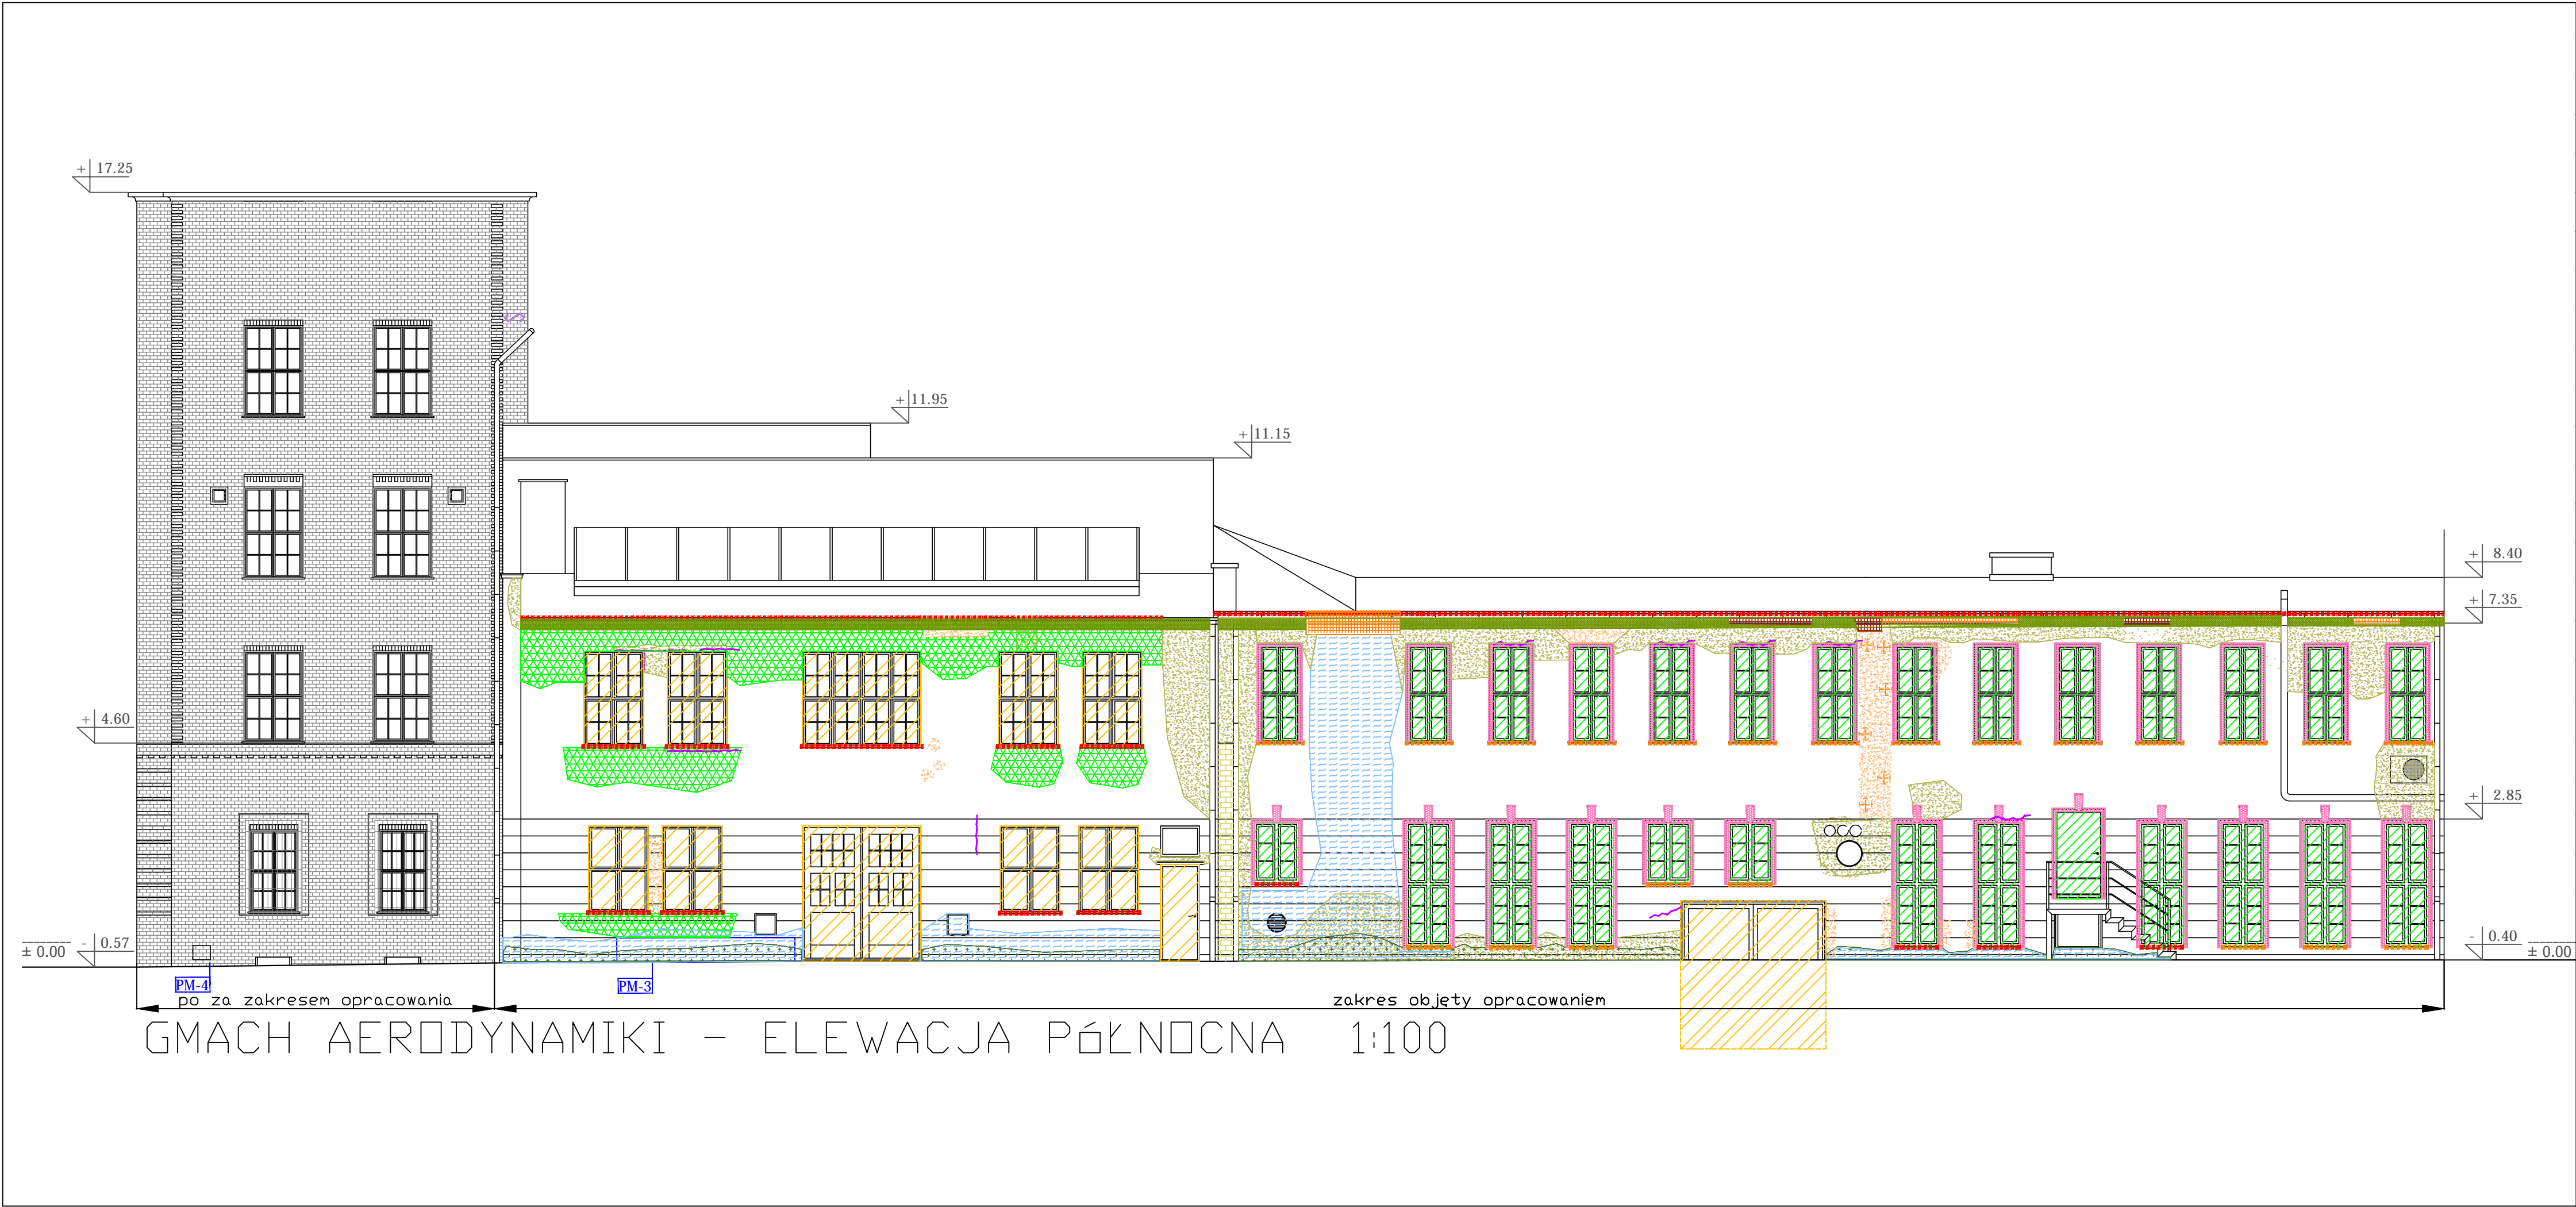 + 17.25
+ 11.95
+ 11.15
+ 8.40
+ 7.35
+ 4.60
+ 2.85
- 0.57
± 0.00
- 0.40
± 0.00
PM-4
PM-3
po za zakresem opracowania
zakres objęty opracowaniem
GMACH AERODYNAMIKI - ELEWACJA PóŁNOCNA 1:100